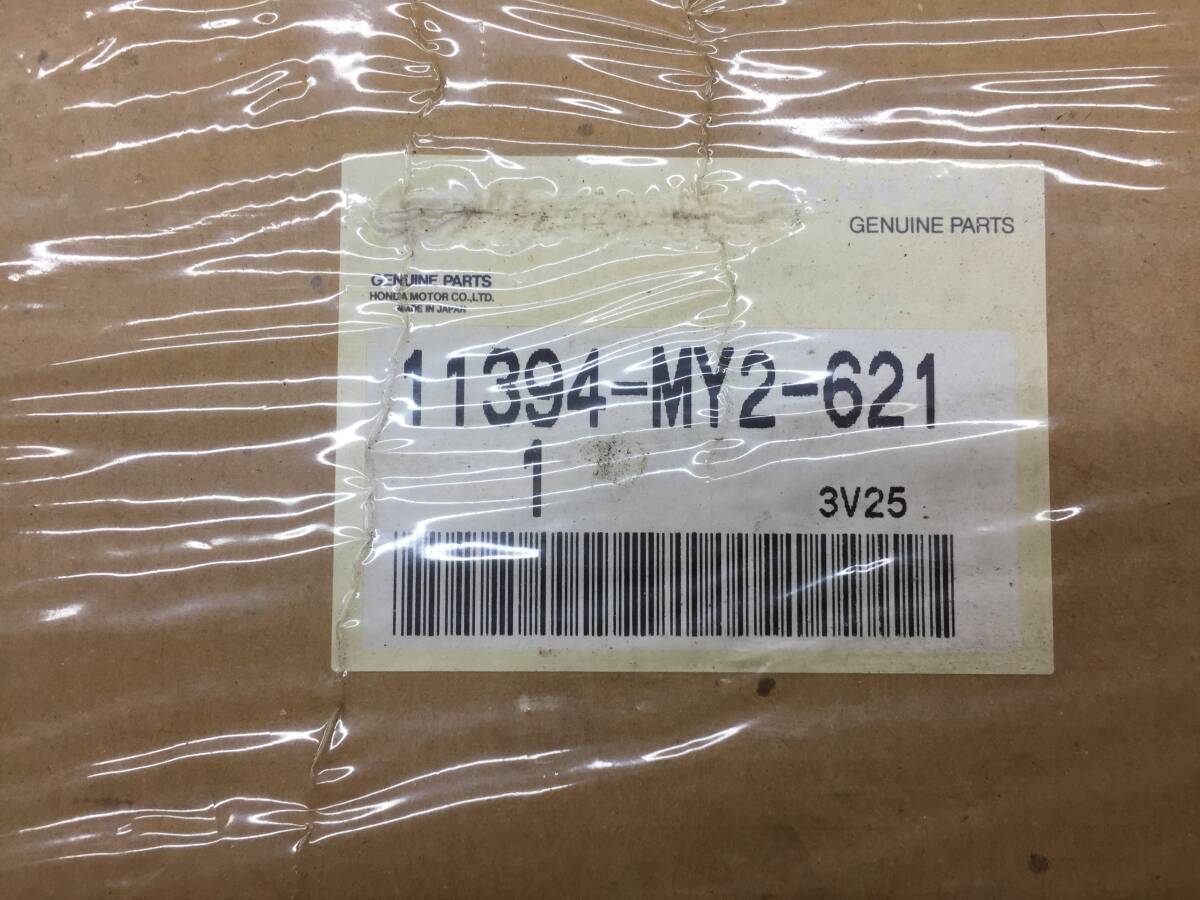 GENUINE PARTS
GENUINE PARTS
HONDA MOTOR CO.,LTD.
MADE IN JAPAN
11394-MY2-621
1
3V25